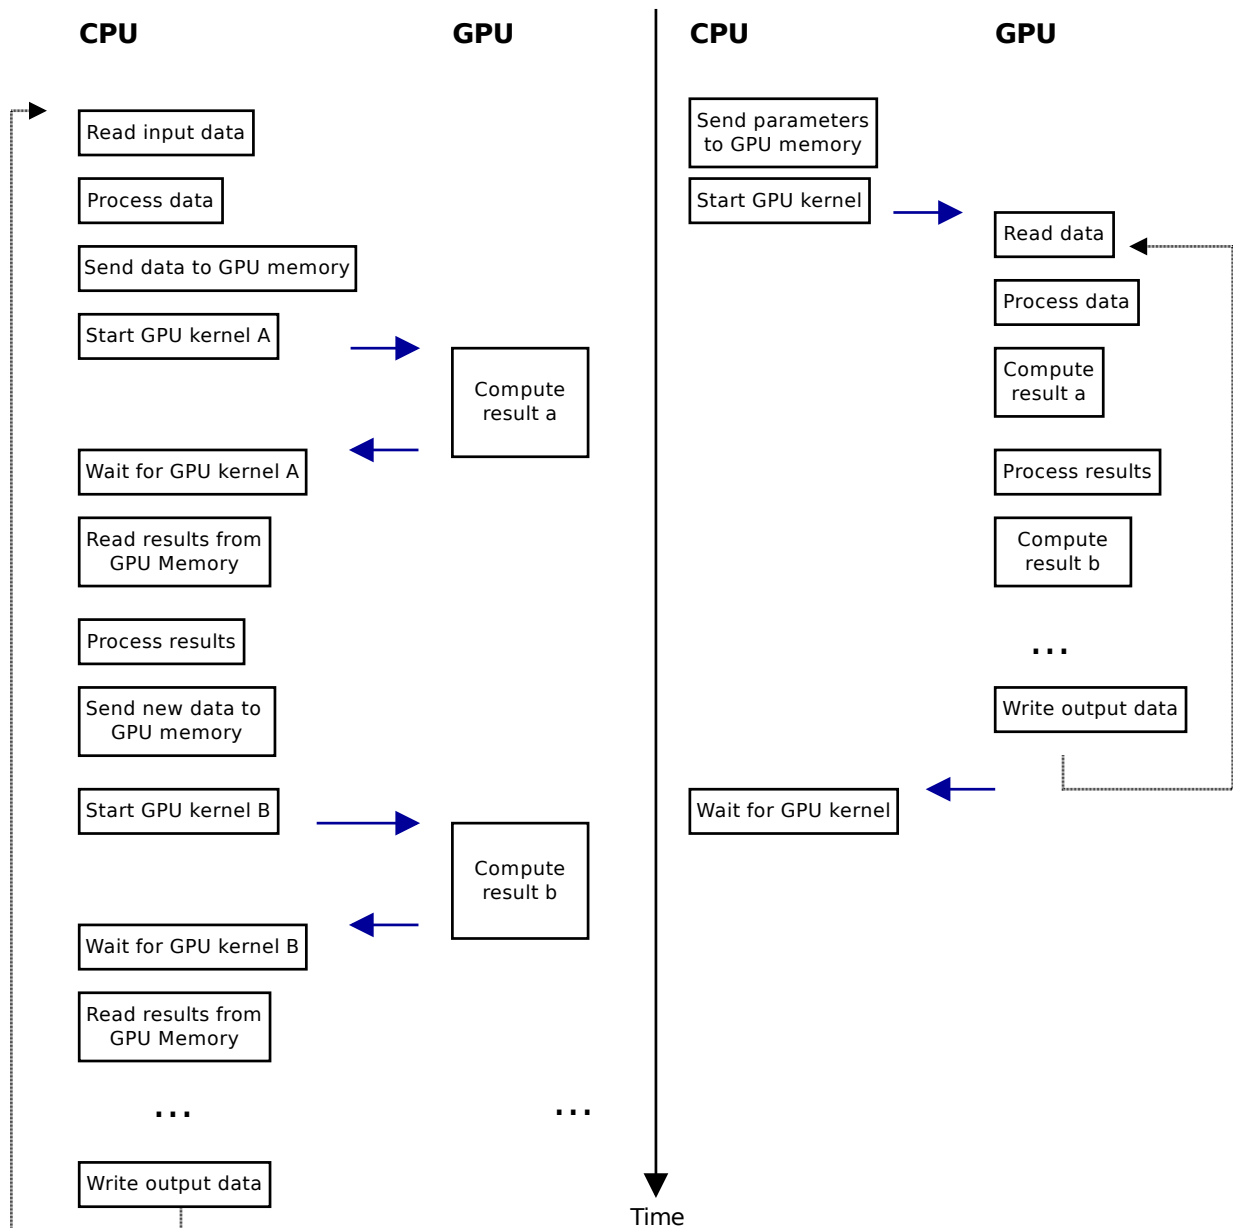 CPU
GPU
Read input data
Process data
Send data to GPU memory
Start GPU kernel A
Compute
result a
Wait for GPU kernel A
Read results from
GPU Memory
Process results
Send new data to
GPU memory
Start GPU kernel B
Compute
result b
Wait for GPU kernel B
Read results from
GPU Memory
...
...
Write output data
Time
CPU
GPU
Send parameters
to GPU memory
Start GPU kernel
Read data
Process data
Compute
result a
Process results
Compute
result b
...
Write output data
Wait for GPU kernel